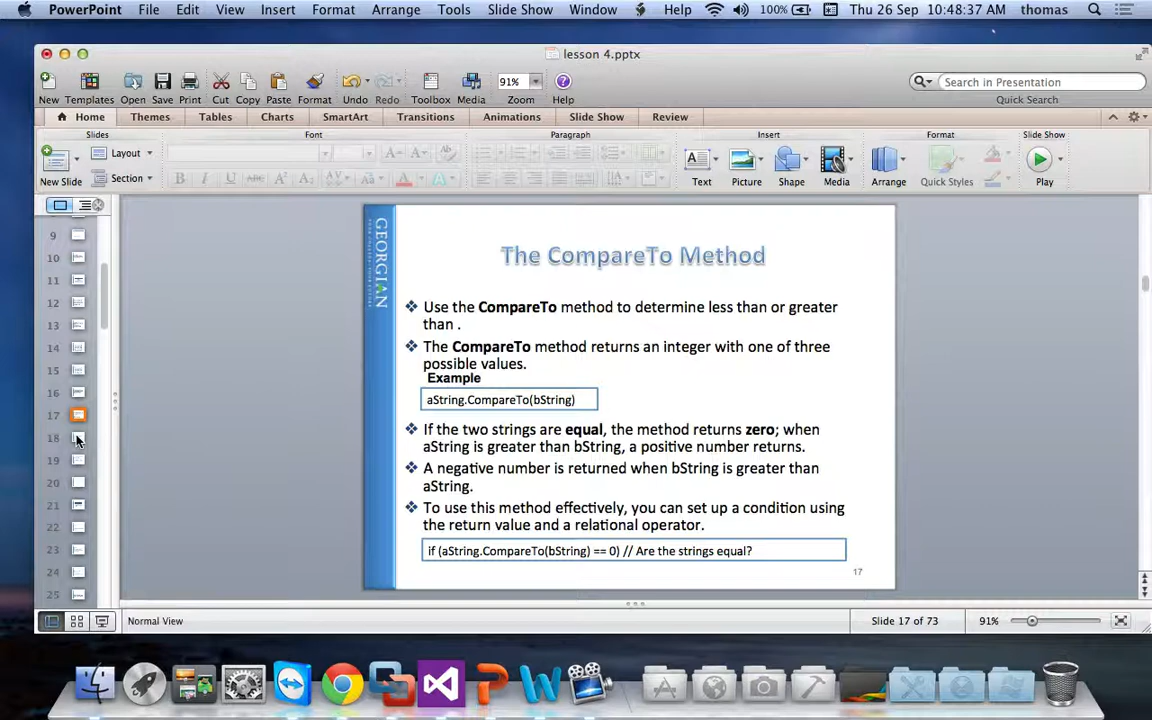 PowerPoint File Edit View Insert Format Arrange Tools Slide Show Window Help 100% Thu 26 Sep 10:48:37 AM thomas
lesson 4.pptx
91%
Search in Presentation
New Templates Open Save Print Cut Copy Paste Format Undo Redo Toolbox Media Zoom Help
Quick Search
Home Themes Tables Charts SmartArt Transitions Animations Slide Show Review
Slides Font Paragraph Insert Format Slide Show
Layout
Section
B I U ABC A² A₂ AV Aa A A
New Slide Text Picture Shape Media Arrange Quick Styles Play
9
10
11
12
13
14
15
16
17
18
19
20
21
22
23
24
25
GEORGIAN
The CompareTo Method
Use the CompareTo method to determine less than or greater
than .
The CompareTo method returns an integer with one of three
possible values.
Example
aString.CompareTo(bString)
If the two strings are equal, the method returns zero; when
aString is greater than bString, a positive number returns.
A negative number is returned when bString is greater than
aString.
To use this method effectively, you can set up a condition using
the return value and a relational operator.
if (aString.CompareTo(bString) == 0) // Are the strings equal?
17
Normal View Slide 17 of 73 91%